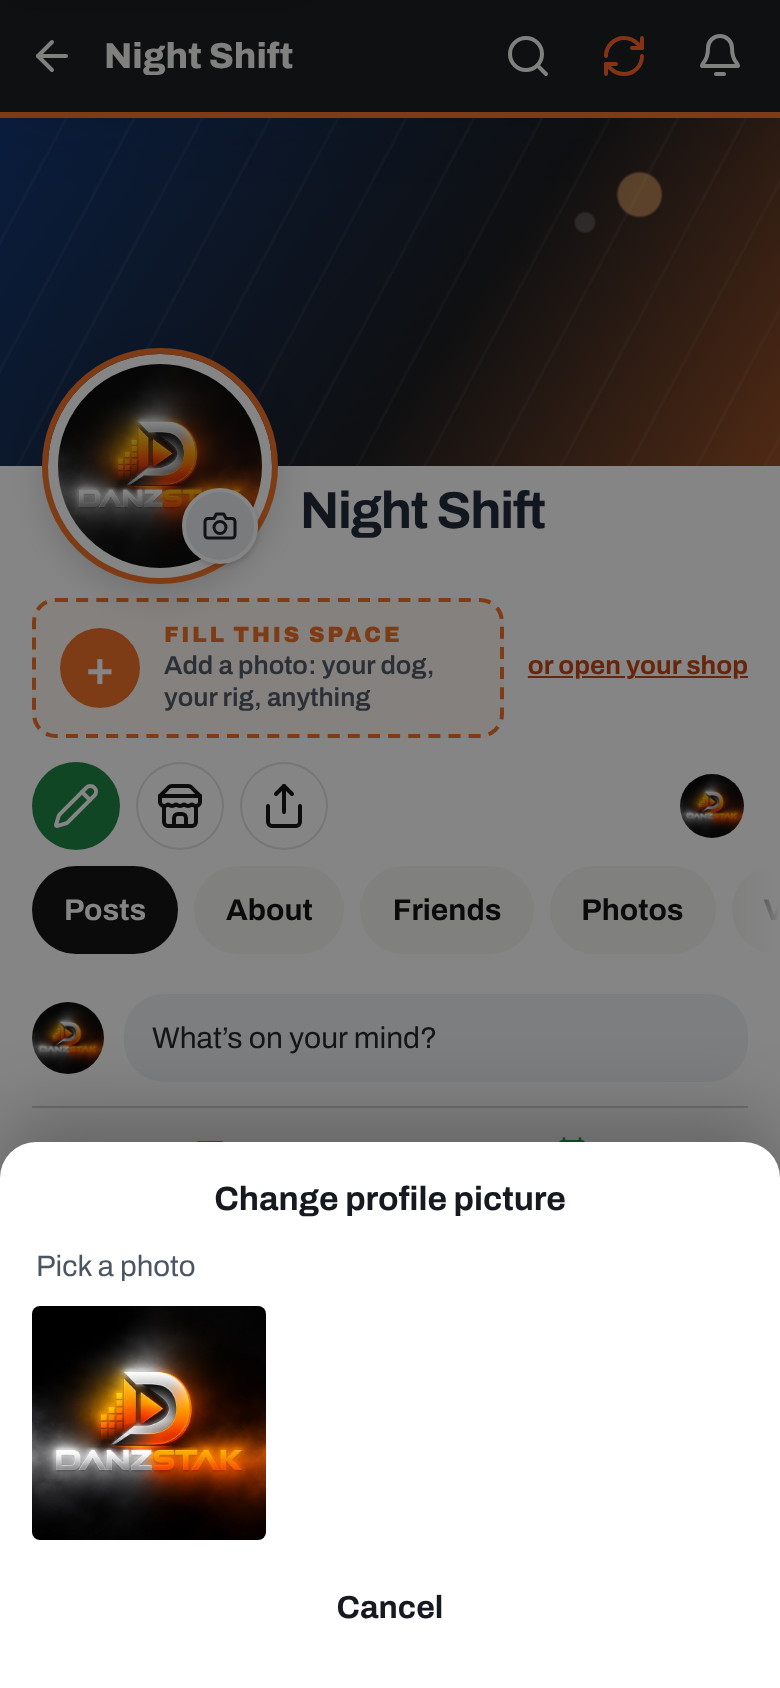 Night Shift
DANZST
Night Shift
FILL THIS SPACE
Add a photo: your dog,
your rig, anything
or open your shop
Posts
About
Friends
Photos
DANZSTAK
What’s on your mind?
Change profile picture
Pick a photo
DANZSTAK
Cancel